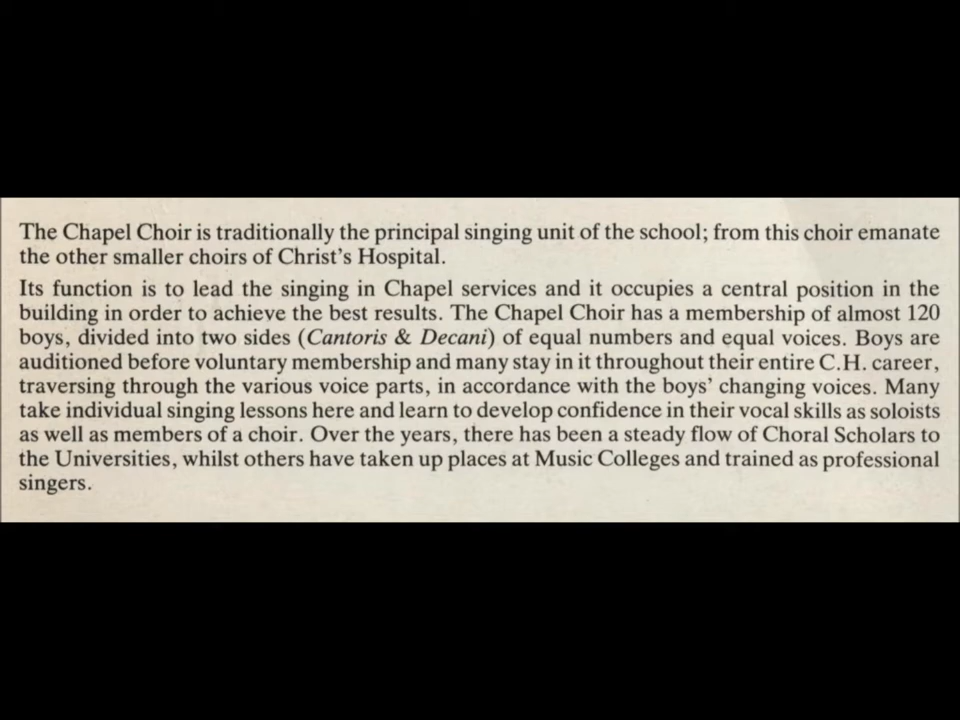 The Chapel Choir is traditionally the principal singing unit of the school; from this choir emanate
the other smaller choirs of Christ's Hospital.
Its function is to lead the singing in Chapel services and it occupies a central position in the
building in order to achieve the best results. The Chapel Choir has a membership of almost 120
boys, divided into two sides (Cantoris & Decani) of equal numbers and equal voices. Boys are
auditioned before voluntary membership and many stay in it throughout their entire C.H. career,
traversing through the various voice parts, in accordance with the boys' changing voices. Many
take individual singing lessons here and learn to develop confidence in their vocal skills as soloists
as well as members of a choir. Over the years, there has been a steady flow of Choral Scholars to
the Universities, whilst others have taken up places at Music Colleges and trained as professional
singers.